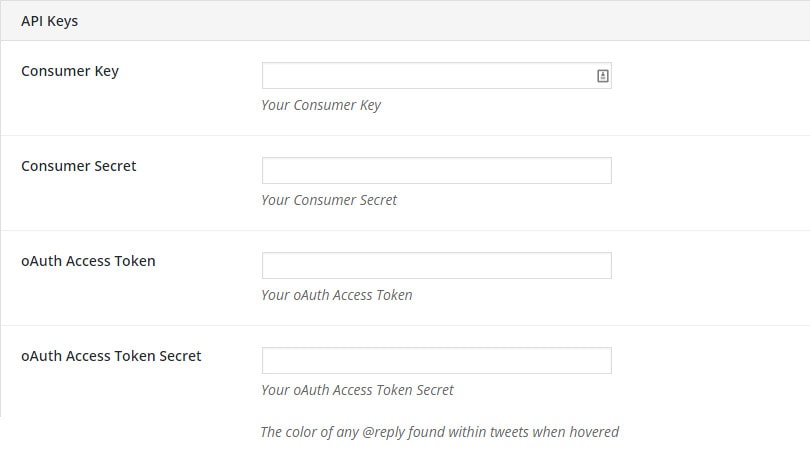 API Keys
Consumer Key
Your Consumer Key
Consumer Secret
Your Consumer Secret
oAuth Access Token
Your oAuth Access Token
oAuth Access Token Secret
Your oAuth Access Token Secret
The color of any @reply found within tweets when hovered